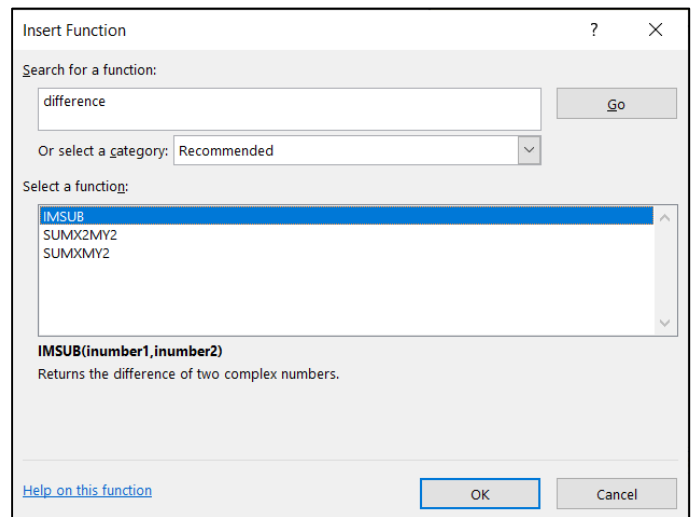 Insert Function ? ×
Search for a function:
difference
Go
Or select a category: Recommended
Select a function:
IMSUB
SUMX2MY2
SUMXMY2
IMSUB(inumber1,inumber2)
Returns the difference of two complex numbers.
Help on this function
OK Cancel